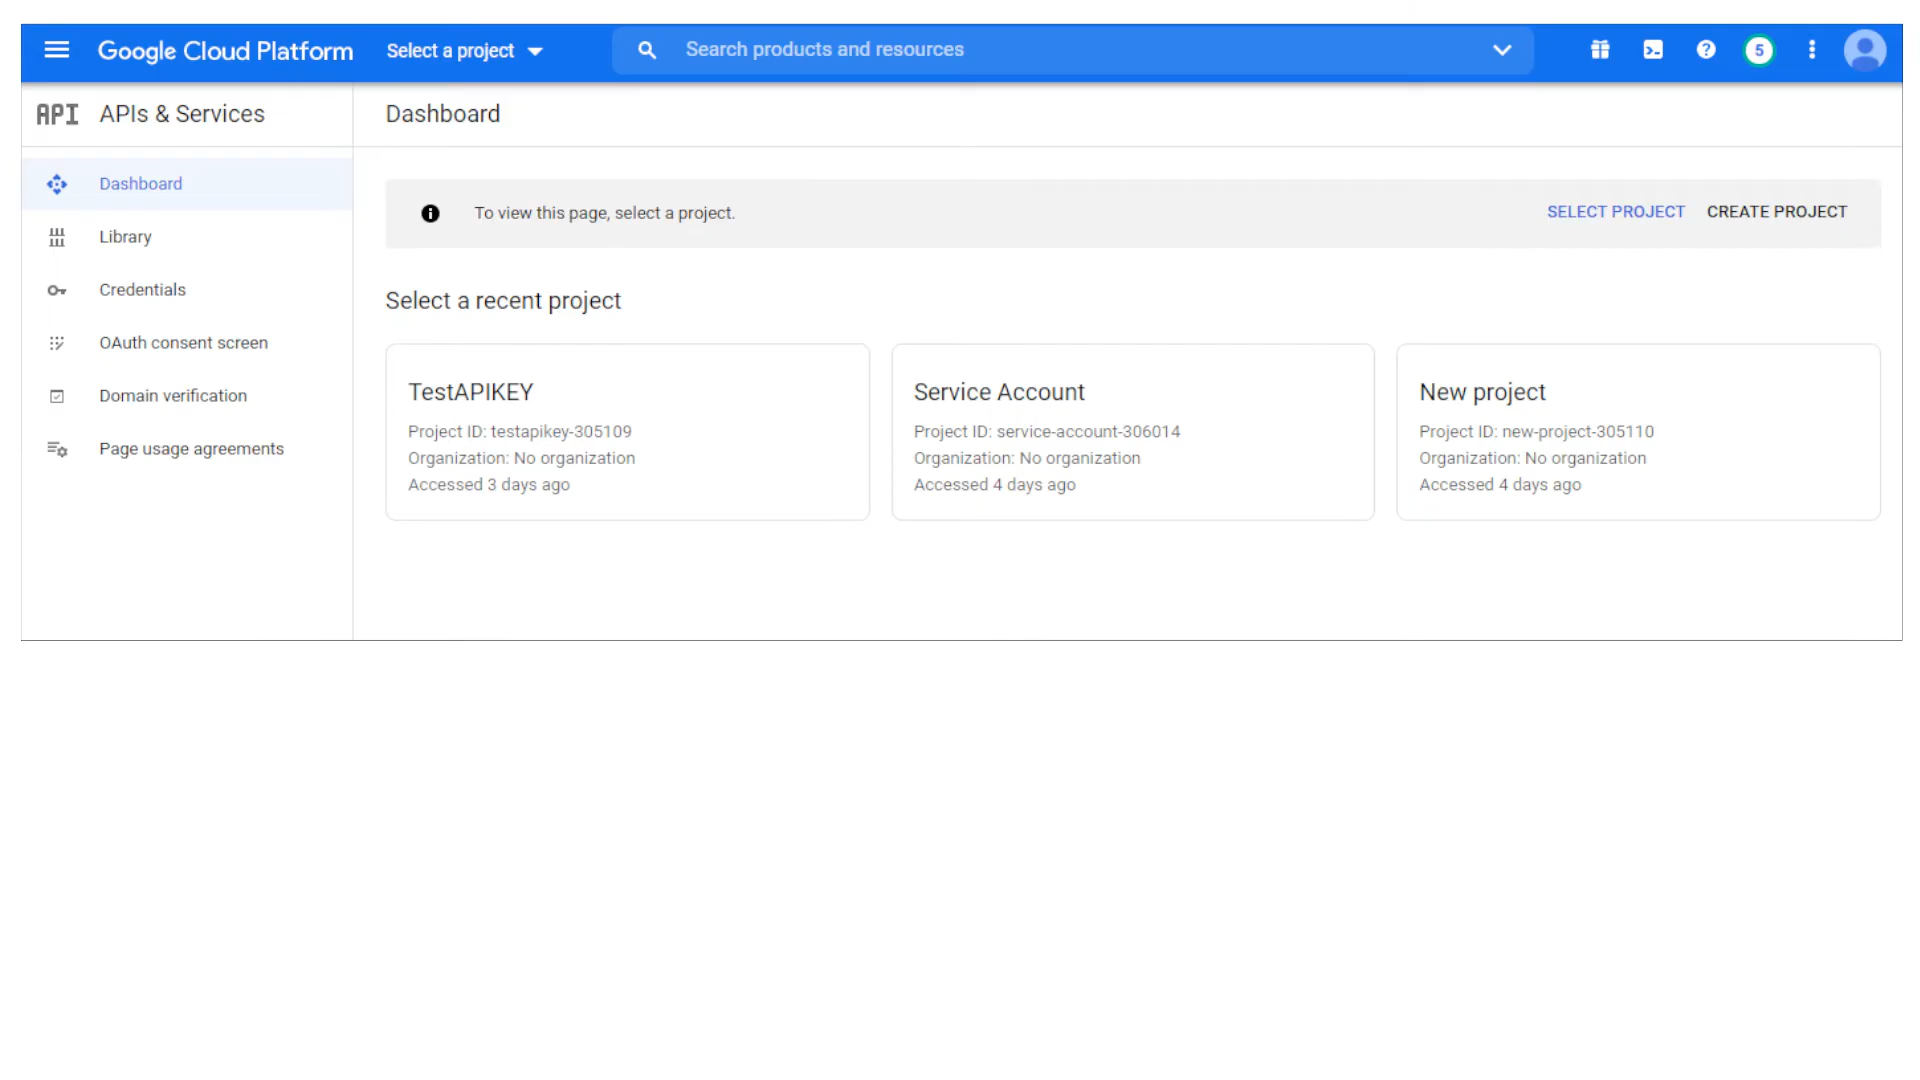 Google Cloud Platform
Select a project
Search products and resources
5
API APIs & Services
Dashboard
Dashboard
Library
Credentials
OAuth consent screen
Domain verification
Page usage agreements
To view this page, select a project.
SELECT PROJECT
CREATE PROJECT
Select a recent project
TestAPIKEY
Project ID: testapikey-305109
Organization: No organization
Accessed 3 days ago
Service Account
Project ID: service-account-306014
Organization: No organization
Accessed 4 days ago
New project
Project ID: new-project-305110
Organization: No organization
Accessed 4 days ago